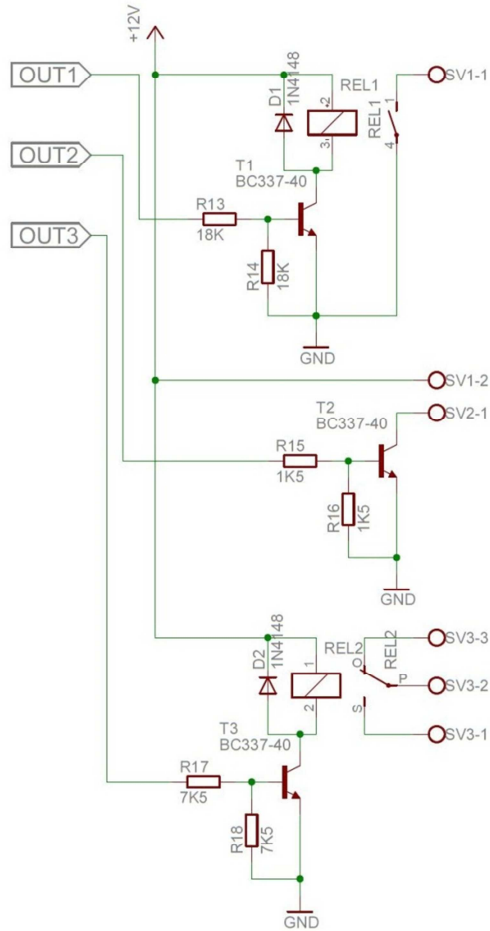 +12V
OUT1
OUT2
OUT3
D1
1N4148
REL1
2
3
REL1
1
4
SV1-1
T1
BC337-40
R13
18K
R14
18K
GND
SV1-2
T2
BC337-40
SV2-1
R15
1K5
R16
1K5
GND
D2
1N4148
REL2
1
2
REL2
O
P
S
SV3-3
SV3-2
SV3-1
T3
BC337-40
R17
7K5
R18
7K5
GND